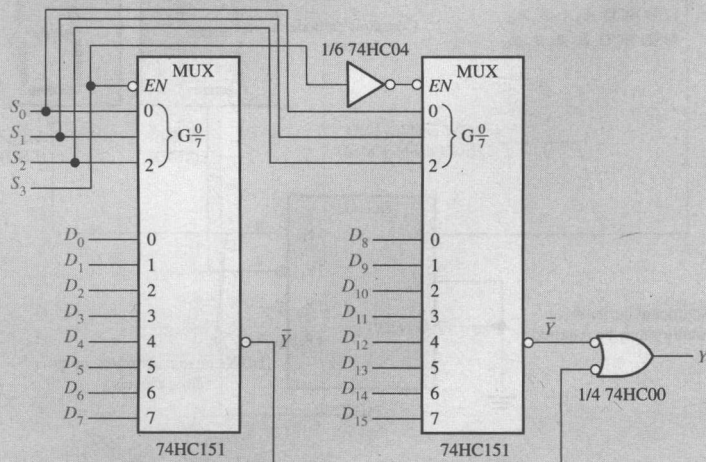 1/6 74HC04
MUX
MUX
EN
EN
S₀
0
0
S₁
G 0/7
G 0/7
S₂
2
2
S₃
D₀ 0
D₈ 0
D₁ 1
D₉ 1
D₂ 2
D₁₀ 2
D₃ 3
D₁₁ 3
D₄ 4
Y̅
D₁₂ 4
Y̅
D₅ 5
D₁₃ 5
Y
D₆ 6
D₁₄ 6
1/4 74HC00
D₇ 7
D₁₅ 7
74HC151
74HC151